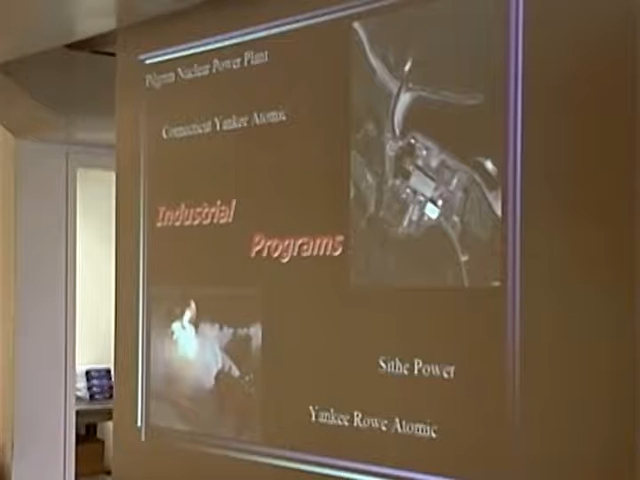 Pilgrim Nuclear Power Plant
Connecticut Yankee Atomic
Industrial
Programs
Sithe Power
Yankee Rowe Atomic